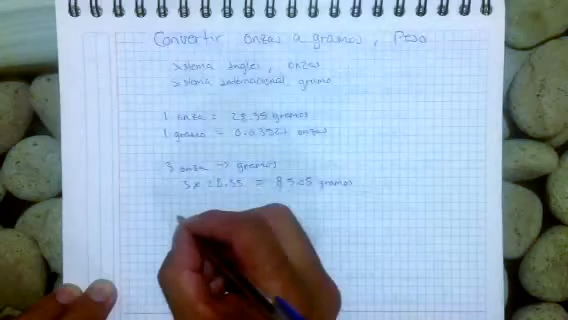 Convertir onzas a gramos, Peso
sistema Ingles, onzas
sistema Internacional gramo
1 onza = 28.35 gramos
1 gramo = 0.03527 onzas
3 onza → gramos
3 x 28.35 = 85.05 gramos